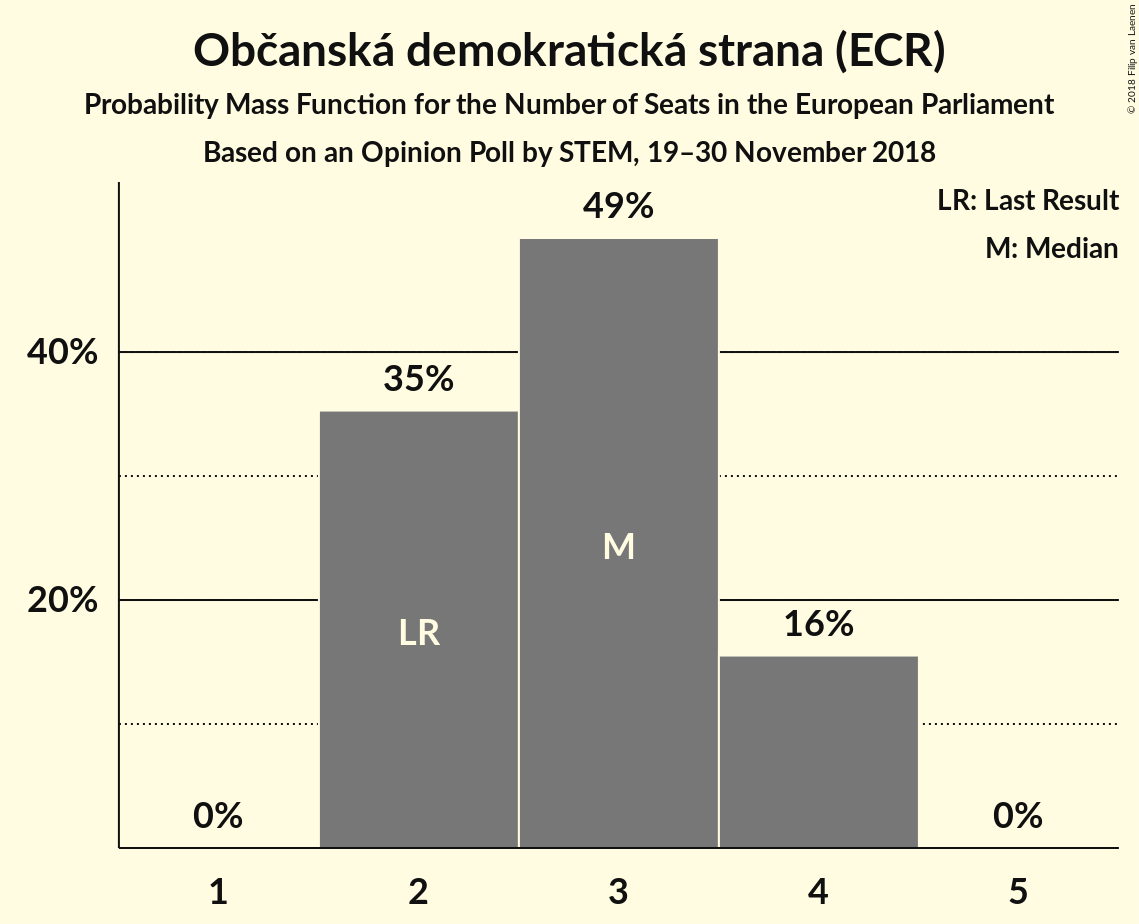 Občanská demokratická strana (ECR)
Probability Mass Function for the Number of Seats in the European Parliament
Based on an Opinion Poll by STEM, 19–30 November 2018
© 2018 Filip van Laenen
LR: Last Result
M: Median
49%
40%
35%
M
20%
16%
LR
0%
0%
1 2 3 4 5